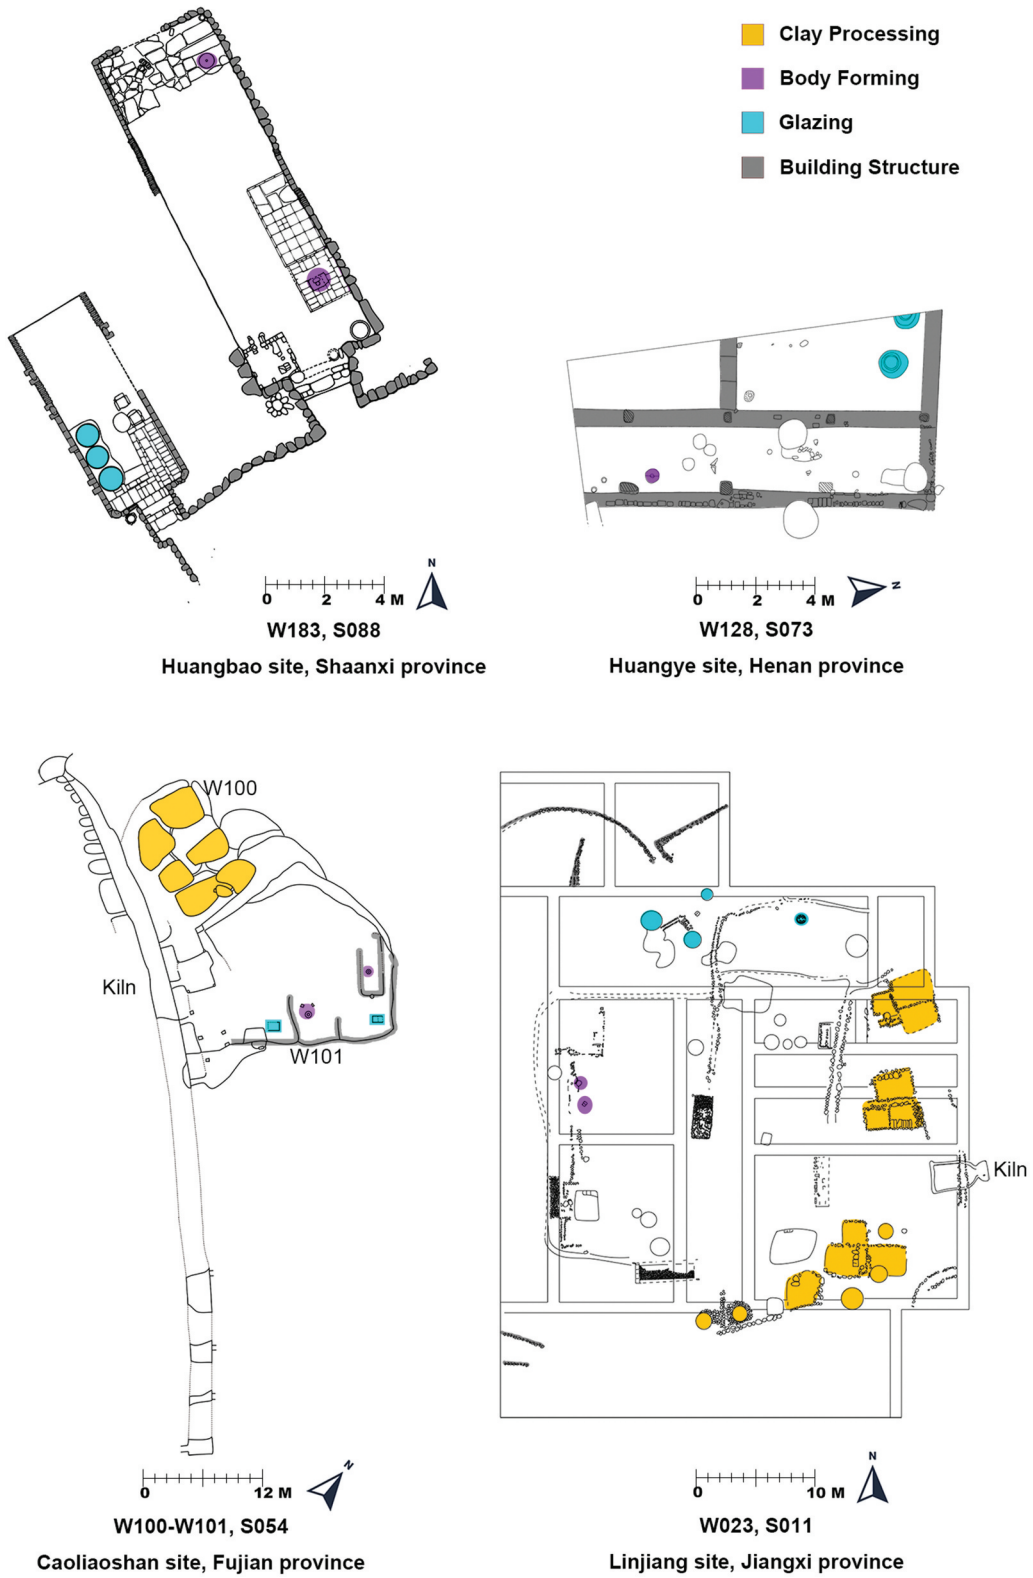 Clay Processing
Body Forming
Glazing
Building Structure
N
0 4 M
W183, S088
Huangbao site, Shaanxi province
N
0 2 4 M
W128, S073
Huangye site, Henan province
W100
Kiln
W101
N
0 12 M
W100-W101, S054
Caoliaoshan site, Fujian province
Kiln
N
0 10 M
W023, S011
Linjiang site, Jiangxi province